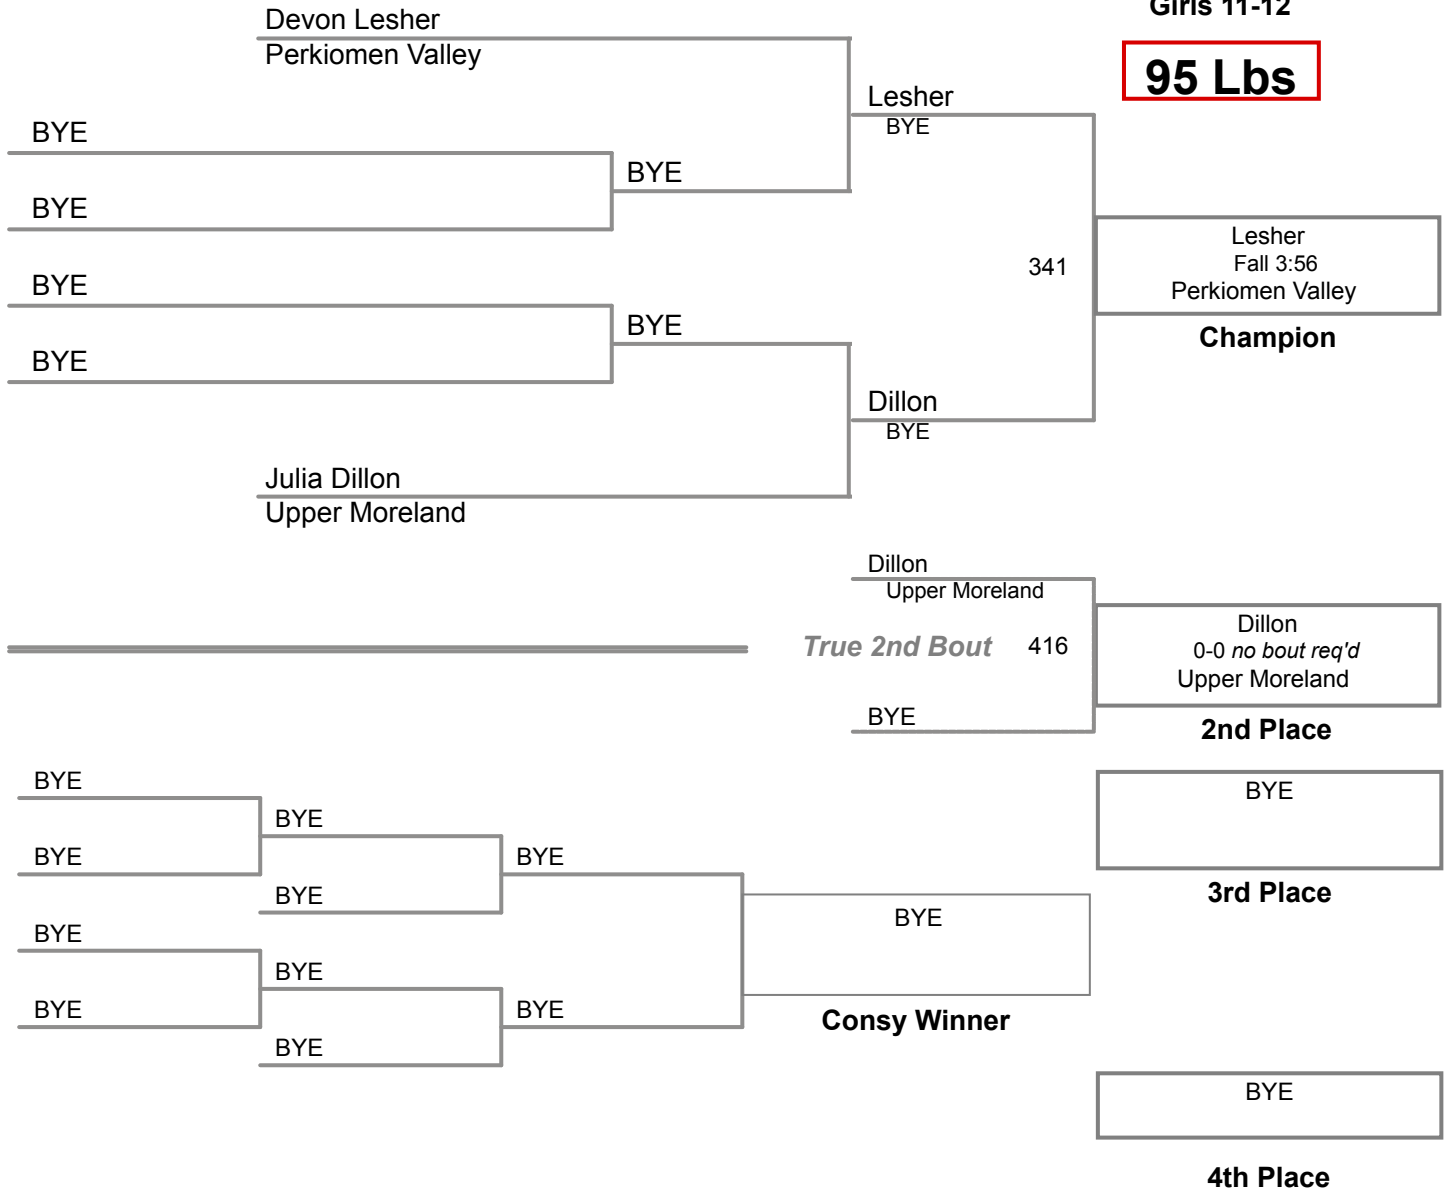 Girls 11-12
95 Lbs
Devon Lesher
Perkiomen Valley
Lesher
BYE
BYE
BYE
BYE
BYE
BYE
BYE
341
Lesher
Fall 3:56
Perkiomen Valley
Champion
Dillon
BYE
Julia Dillon
Upper Moreland
Dillon
Upper Moreland
True 2nd Bout
416
BYE
Dillon
0-0 no bout req'd
Upper Moreland
2nd Place
BYE
BYE
BYE
BYE
BYE
BYE
BYE
BYE
BYE
BYE
BYE
Consy Winner
BYE
3rd Place
BYE
4th Place